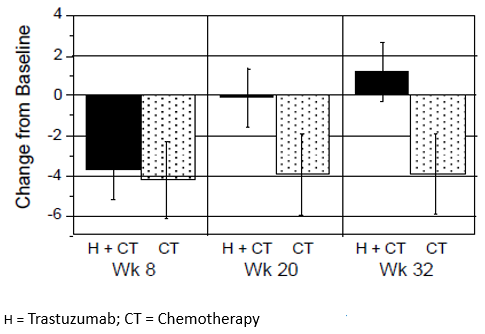 Change from Baseline
4
2
0
-2
-4
-6
H + CT CT H + CT CT H + CT CT
Wk 8 Wk 20 Wk 32
H = Trastuzumab; CT = Chemotherapy